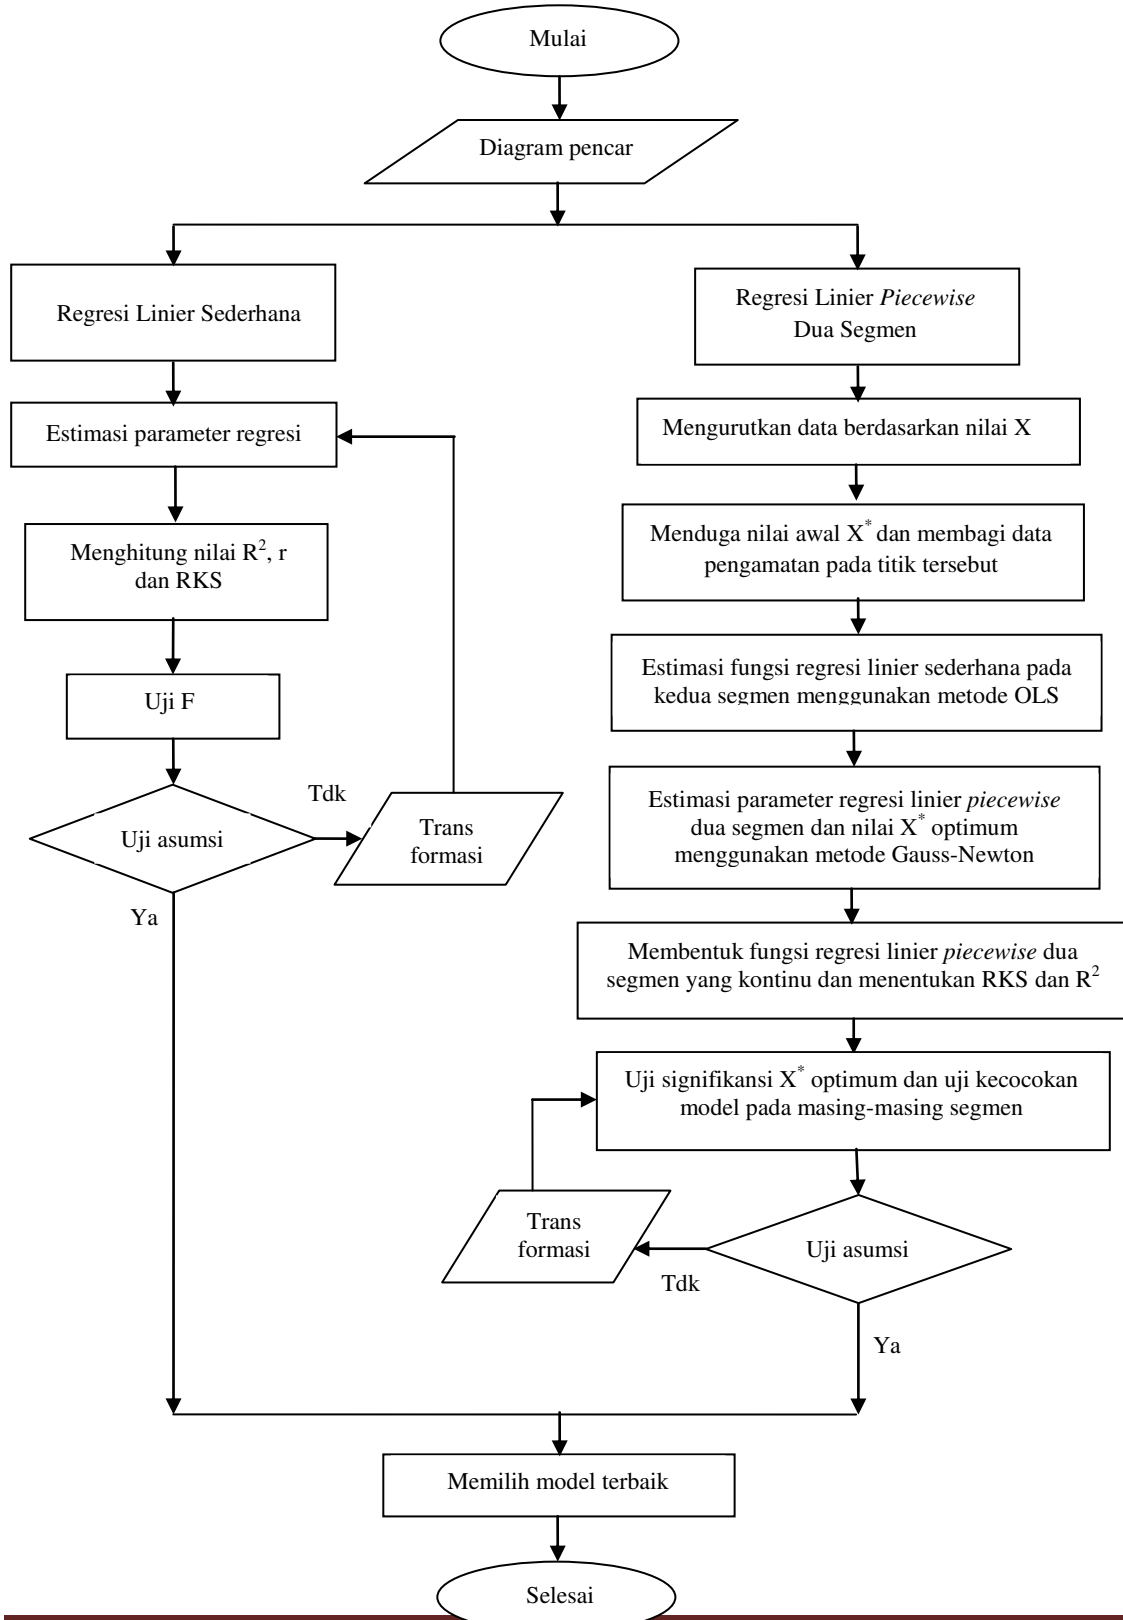 Mulai
Diagram pencar
Regresi Linier Sederhana
Estimasi parameter regresi
Menghitung nilai R², r
dan RKS
Uji F
Uji asumsi
Tdk
Trans
formasi
Ya
Regresi Linier Piecewise
Dua Segmen
Mengurutkan data berdasarkan nilai X
Menduga nilai awal X* dan membagi data
pengamatan pada titik tersebut
Estimasi fungsi regresi linier sederhana pada
kedua segmen menggunakan metode OLS
Estimasi parameter regresi linier piecewise
dua segmen dan nilai X* optimum
menggunakan metode Gauss-Newton
Membentuk fungsi regresi linier piecewise dua
segmen yang kontinu dan menentukan RKS dan R²
Uji signifikansi X* optimum dan uji kecocokan
model pada masing-masing segmen
Trans
formasi
Uji asumsi
Tdk
Ya
Memilih model terbaik
Selesai